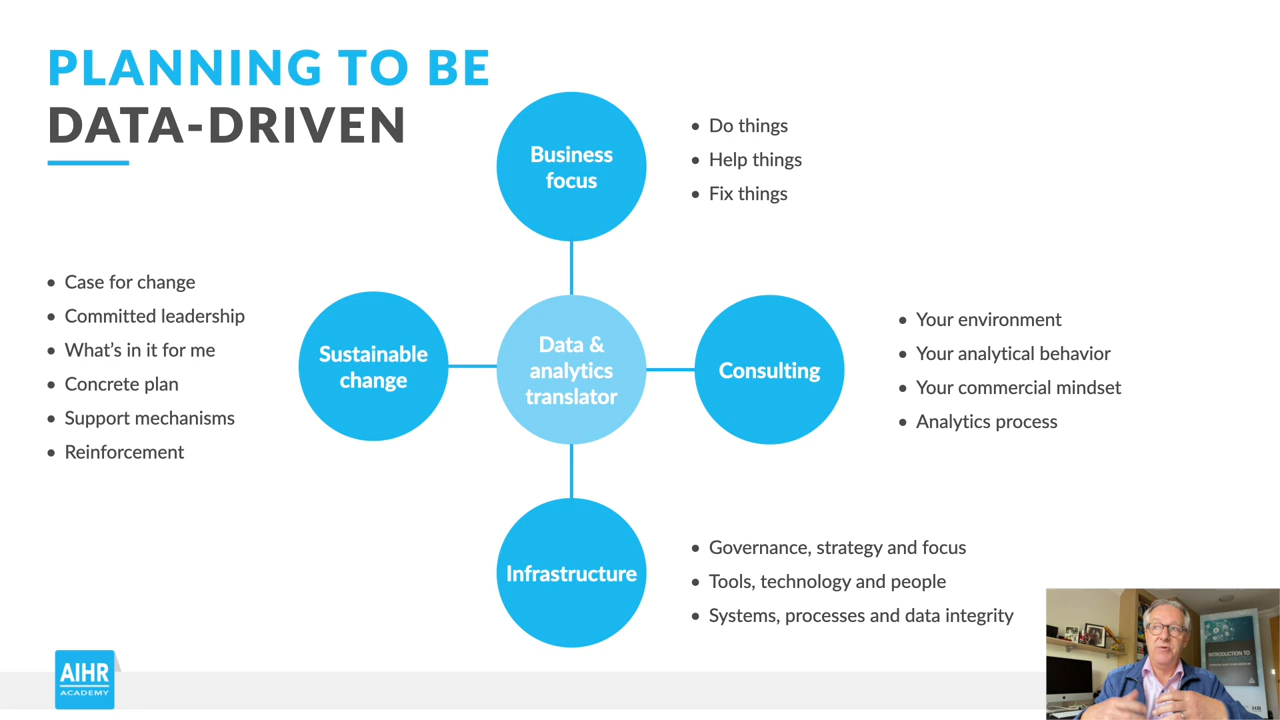 PLANNING TO BE
DATA-DRIVEN
Business
focus
• Do things
• Help things
• Fix things
• Case for change
• Committed leadership
• What's in it for me
• Concrete plan
• Support mechanisms
• Reinforcement
Sustainable
change
Data &
analytics
translator
Consulting
• Your environment
• Your analytical behavior
• Your commercial mindset
• Analytics process
Infrastructure
• Governance, strategy and focus
• Tools, technology and people
• Systems, processes and data integrity
AIHR
ACADEMY
INTRODUCTION TO
HR